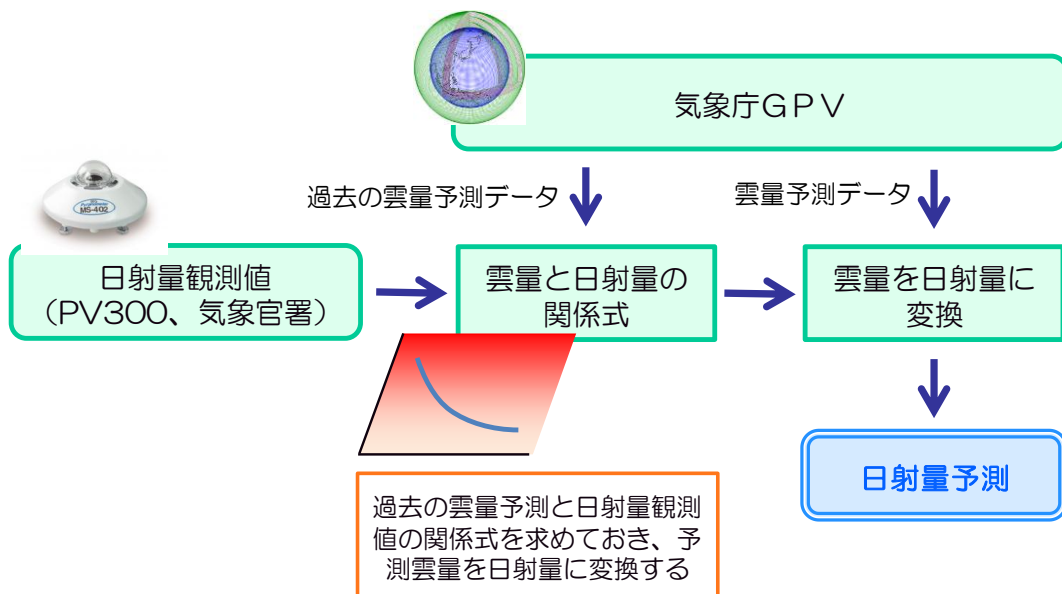 気象庁GPV
過去の雲量予測データ
雲量予測データ
MS-402
日射量観測値
（PV300、気象官署）
雲量と日射量の
関係式
雲量を日射量に
変換
日射量予測
過去の雲量予測と日射量観測
値の関係式を求めておき、予
測雲量を日射量に変換する